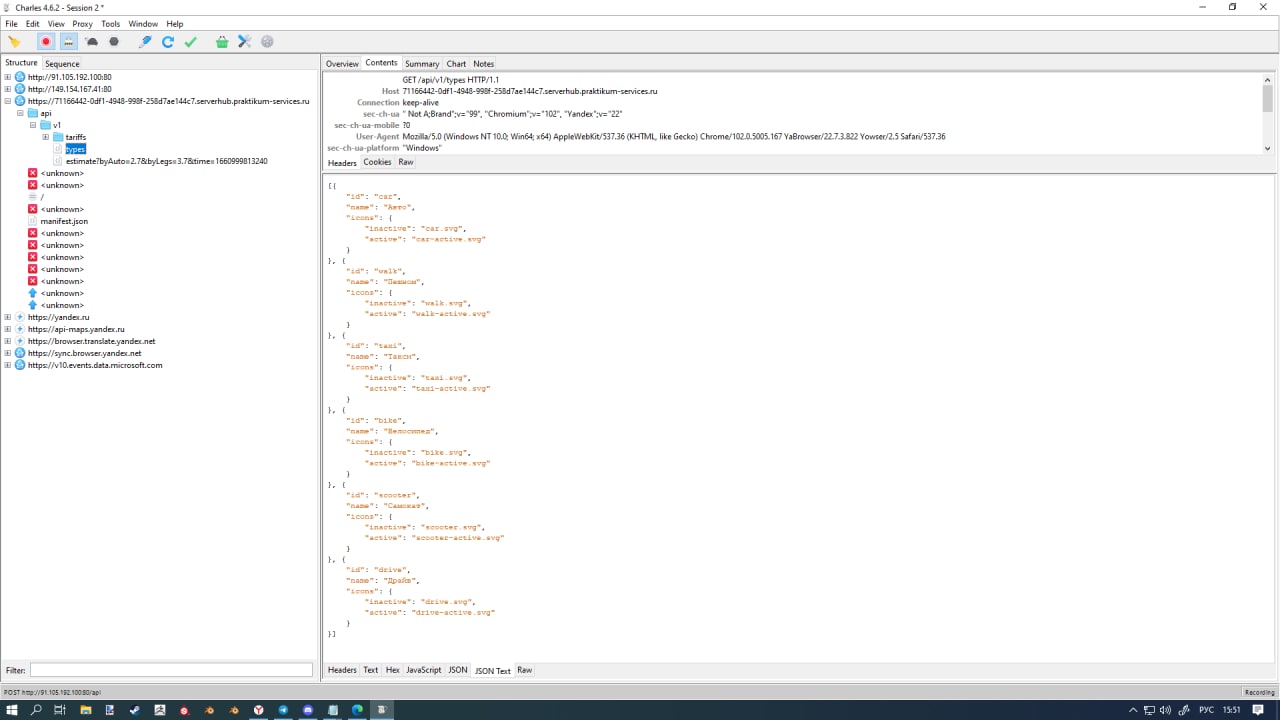 Charles 4.6.2 - Session 2 *
File Edit View Proxy Tools Window Help
Structure Sequence
http://91.105.192.100:80
http://149.154.167.41:80
https://71166442-0df1-4948-998f-258d7ae144c7.serverhub.praktikum-services.ru
api
v1
tariffs
types
estimate?byAuto=2.7&byLegs=3.7&time=1660999813240
<unknown>
<unknown>
/
<unknown>
manifest.json
<unknown>
<unknown>
<unknown>
<unknown>
<unknown>
<unknown>
<unknown>
https://yandex.ru
https://api-maps.yandex.ru
https://browser.translate.yandex.net
https://sync.browser.yandex.net
https://v10.events.data.microsoft.com
Filter:
Overview Contents Summary Chart Notes
GET /api/v1/types HTTP/1.1
Host 71166442-0df1-4948-998f-258d7ae144c7.serverhub.praktikum-services.ru
Connection keep-alive
sec-ch-ua " Not A;Brand";v="99", "Chromium";v="102", "Yandex";v="22"
sec-ch-ua-mobile ?0
User-Agent Mozilla/5.0 (Windows NT 10.0; Win64; x64) AppleWebKit/537.36 (KHTML, like Gecko) Chrome/102.0.5005.167 YaBrowser/22.7.3.822 Yowser/2.5 Safari/537.36
sec-ch-ua-platform "Windows"
Headers Cookies Raw
[{
"id": "car",
"name": "Авто",
"icons": {
"inactive": "car.svg",
"active": "car-active.svg"
}
}, {
"id": "walk",
"name": "Пешком",
"icons": {
"inactive": "walk.svg",
"active": "walk-active.svg"
}
}, {
"id": "taxi",
"name": "Такси",
"icons": {
"inactive": "taxi.svg",
"active": "taxi-active.svg"
}
}, {
"id": "bike",
"name": "Велосипед",
"icons": {
"inactive": "bike.svg",
"active": "bike-active.svg"
}
}, {
"id": "scooter",
"name": "Самокат",
"icons": {
"inactive": "scooter.svg",
"active": "scooter-active.svg"
}
}, {
"id": "drive",
"name": "Драйв",
"icons": {
"inactive": "drive.svg",
"active": "drive-active.svg"
}
}]
Headers Text Hex JavaScript JSON JSON Text Raw
POST http://91.105.192.100:80/api
Recording
РУС 15:51